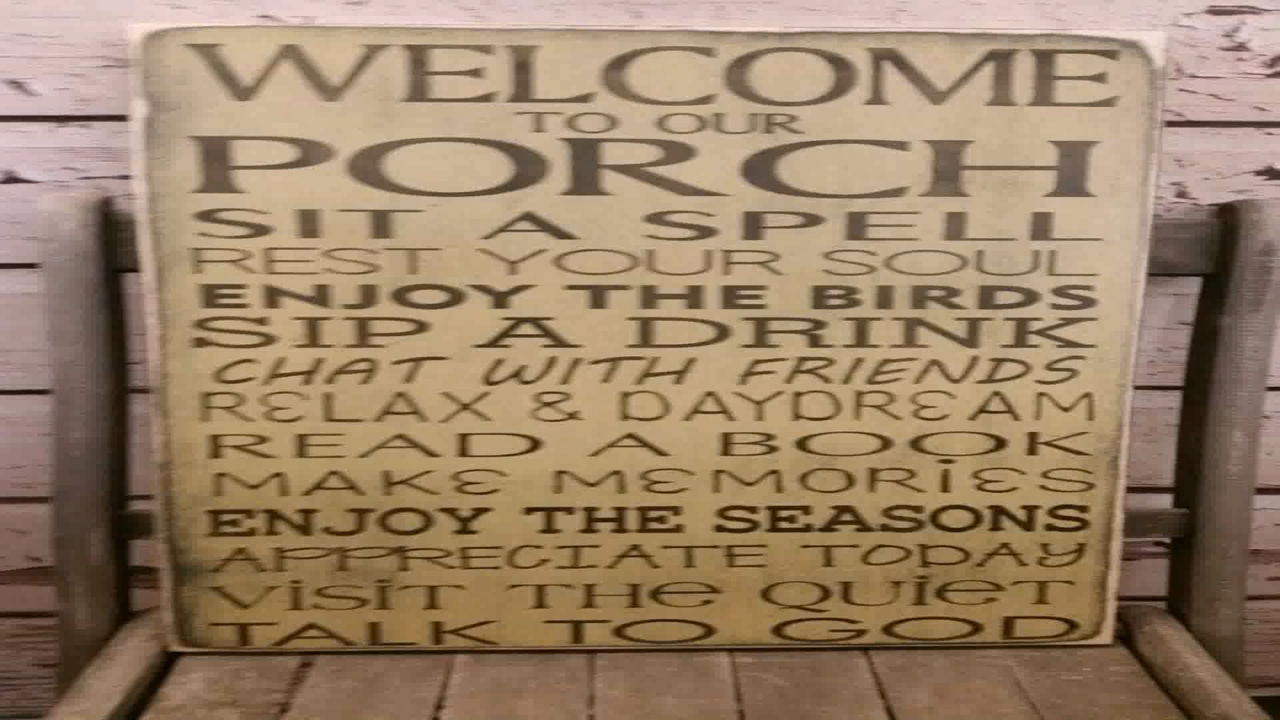 WELCOME
TO OUR
PORCH
SIT A SPELL
REST YOUR SOUL
ENJOY THE BIRDS
SIP A DRINK
CHAT WITH FRIENDS
RELAX & DAYDREAM
READ A BOOK
MAKE MEMORiES
ENJOY THE SEASONS
APPRECIATE TODAY
ViSiT THe QUieT
TALK TO GOD